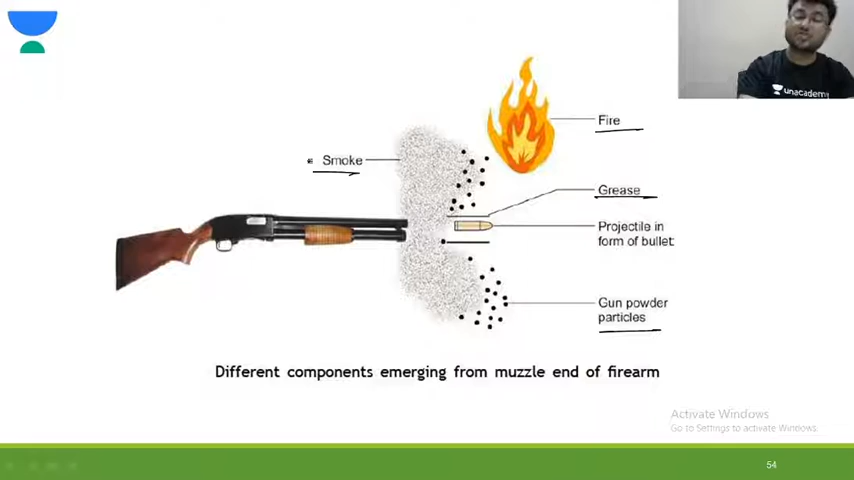 unacademy
Fire
* Smoke
Grease
Projectile in
form of bullet
Gun powder
particles
Different components emerging from muzzle end of firearm
Activate Windows
Go to Settings to activate Windows.
54